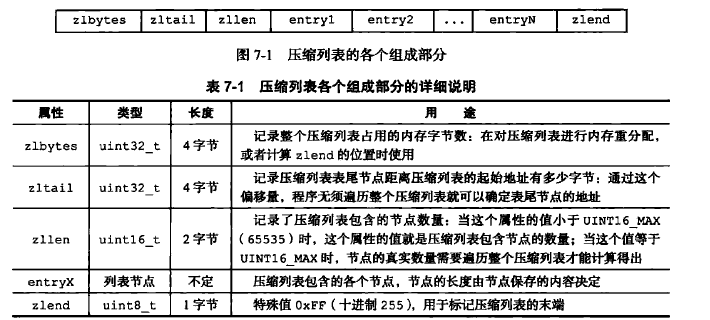 zlbytes zltail zllen entry1 entry2 ... entryN zlend
图 7-1 压缩列表的各个组成部分
表 7-1 压缩列表各个组成部分的详细说明
属性 类型 长度 用 途
zlbytes uint32_t 4 字节 记录整个压缩列表占用的内存字节数：在对压缩列表进行内存重分配，
或者计算 zlend 的位置时使用
zltail uint32_t 4 字节 记录压缩列表表尾节点距离压缩列表的起始地址有多少字节：通过这个
偏移量，程序无须遍历整个压缩列表就可以确定表尾节点的地址
zllen uint16_t 2 字节 记录了压缩列表包含的节点数量：当这个属性的值小于 UINT16_MAX
（65535）时，这个属性的值就是压缩列表包含节点的数量；当这个值等于
UINT16_MAX 时，节点的真实数量需要遍历整个压缩列表才能计算得出
entryX 列表节点 不定 压缩列表包含的各个节点，节点的长度由节点保存的内容决定
zlend uint8_t 1 字节 特殊值 0xFF（十进制 255），用于标记压缩列表的末端